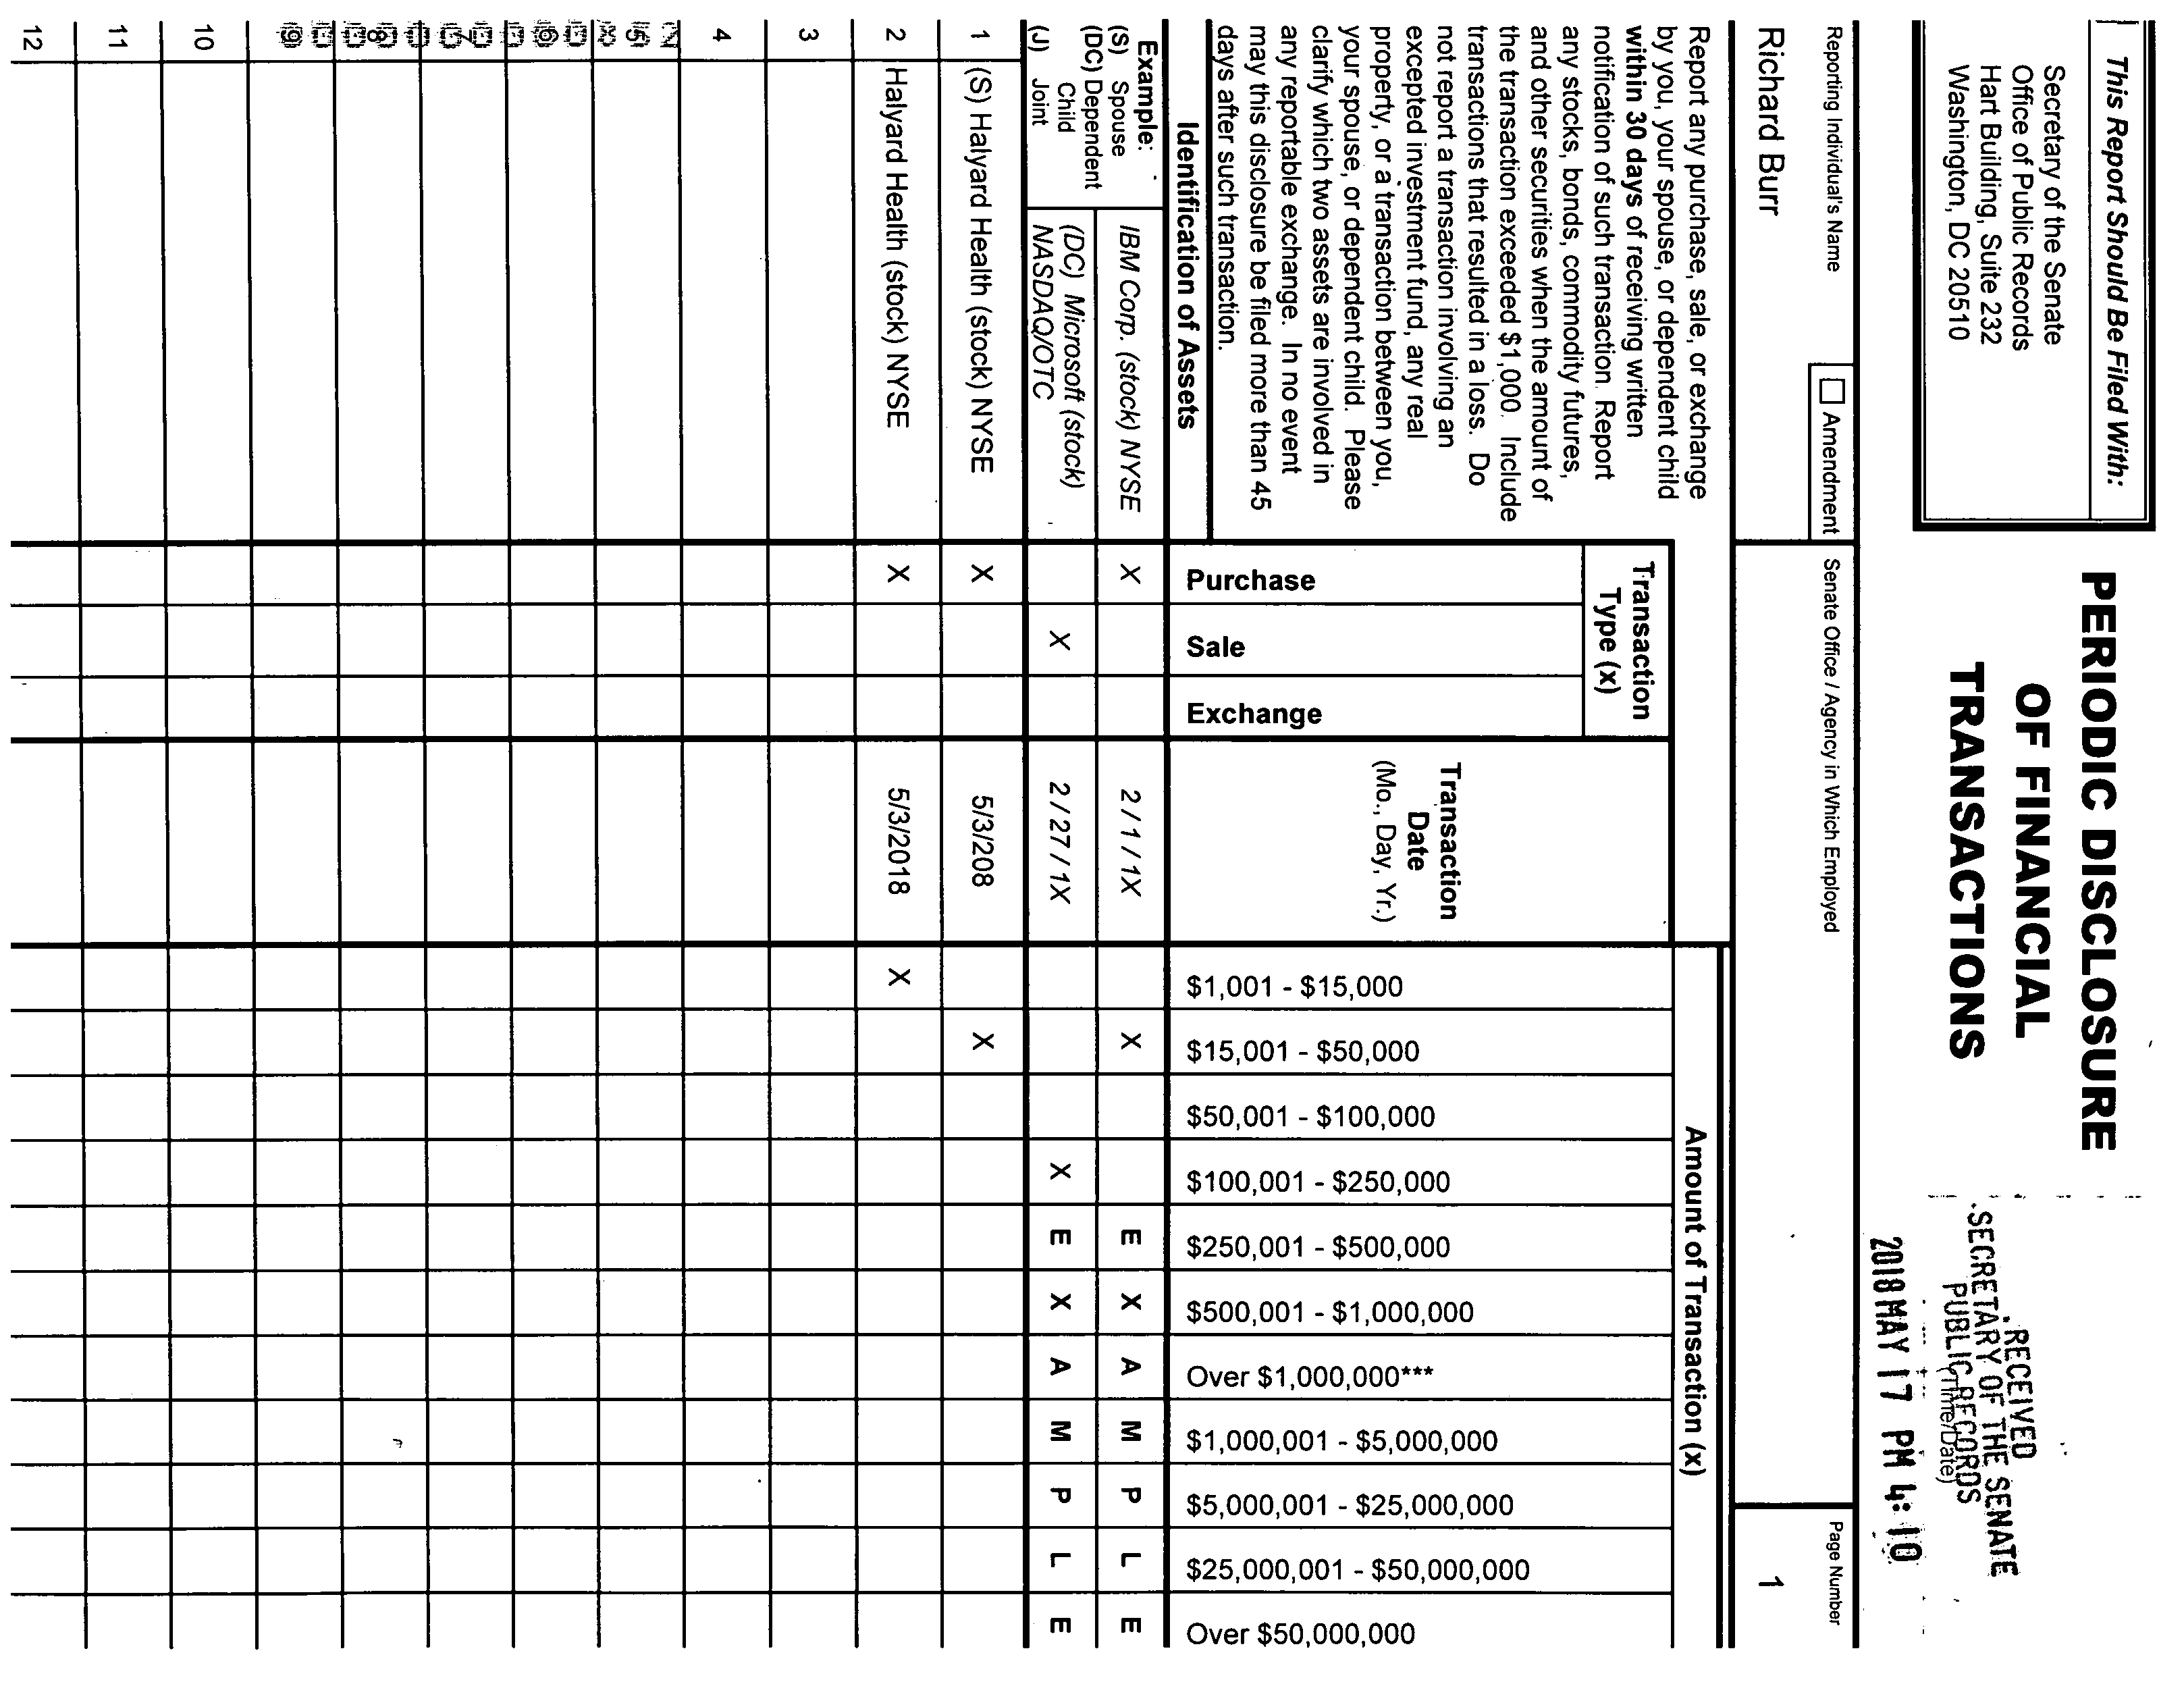 This Report Should Be Filed With:
Secretary of the Senate
Office of Public Records
Hart Building, Suite 232
Washington, DC 20510
PERIODIC DISCLOSURE
OF FINANCIAL
TRANSACTIONS
RECEIVED
SECRETARY OF THE SENATE
PUBLIC RECORDS
(Time/Date)
2018 MAY 17 PM 4:10
Reporting Individual's Name
Amendment
Senate Office / Agency in Which Employed
Page Number
Richard Burr
1
Report any purchase, sale, or exchange
by you, your spouse, or dependent child
within 30 days of receiving written
notification of such transaction. Report
any stocks, bonds, commodity futures,
and other securities when the amount of
the transaction exceeded $1,000. Include
transactions that resulted in a loss. Do
not report a transaction involving an
excepted investment fund, any real
property, or a transaction between you,
your spouse, or dependent child. Please
clarify which two assets are involved in
any reportable exchange. In no event
may this disclosure be filed more than 45
days after such transaction.
Identification of Assets
Transaction
Type (x)
Purchase
Sale
Exchange
Transaction
Date
(Mo., Day, Yr.)
Amount of Transaction (x)
$1,001 - $15,000
$15,001 - $50,000
$50,001 - $100,000
$100,001 - $250,000
$250,001 - $500,000
$500,001 - $1,000,000
Over $1,000,000***
$1,000,001 - $5,000,000
$5,000,001 - $25,000,000
$25,000,001 - $50,000,000
Over $50,000,000
Example:
(S) Spouse
(DC) Dependent
Child
(J) Joint
IBM Corp. (stock) NYSE X 2 / 1 / 1X X E X A M P L E
(DC) Microsoft (stock)
NASDAQ/OTC X 2 / 27 / 1X X E X A M P L E
1 (S) Halyard Health (stock) NYSE X 5/3/208 X
2 Halyard Health (stock) NYSE X 5/3/2018 X
3
4
5
6
7
8
9
10
11
12